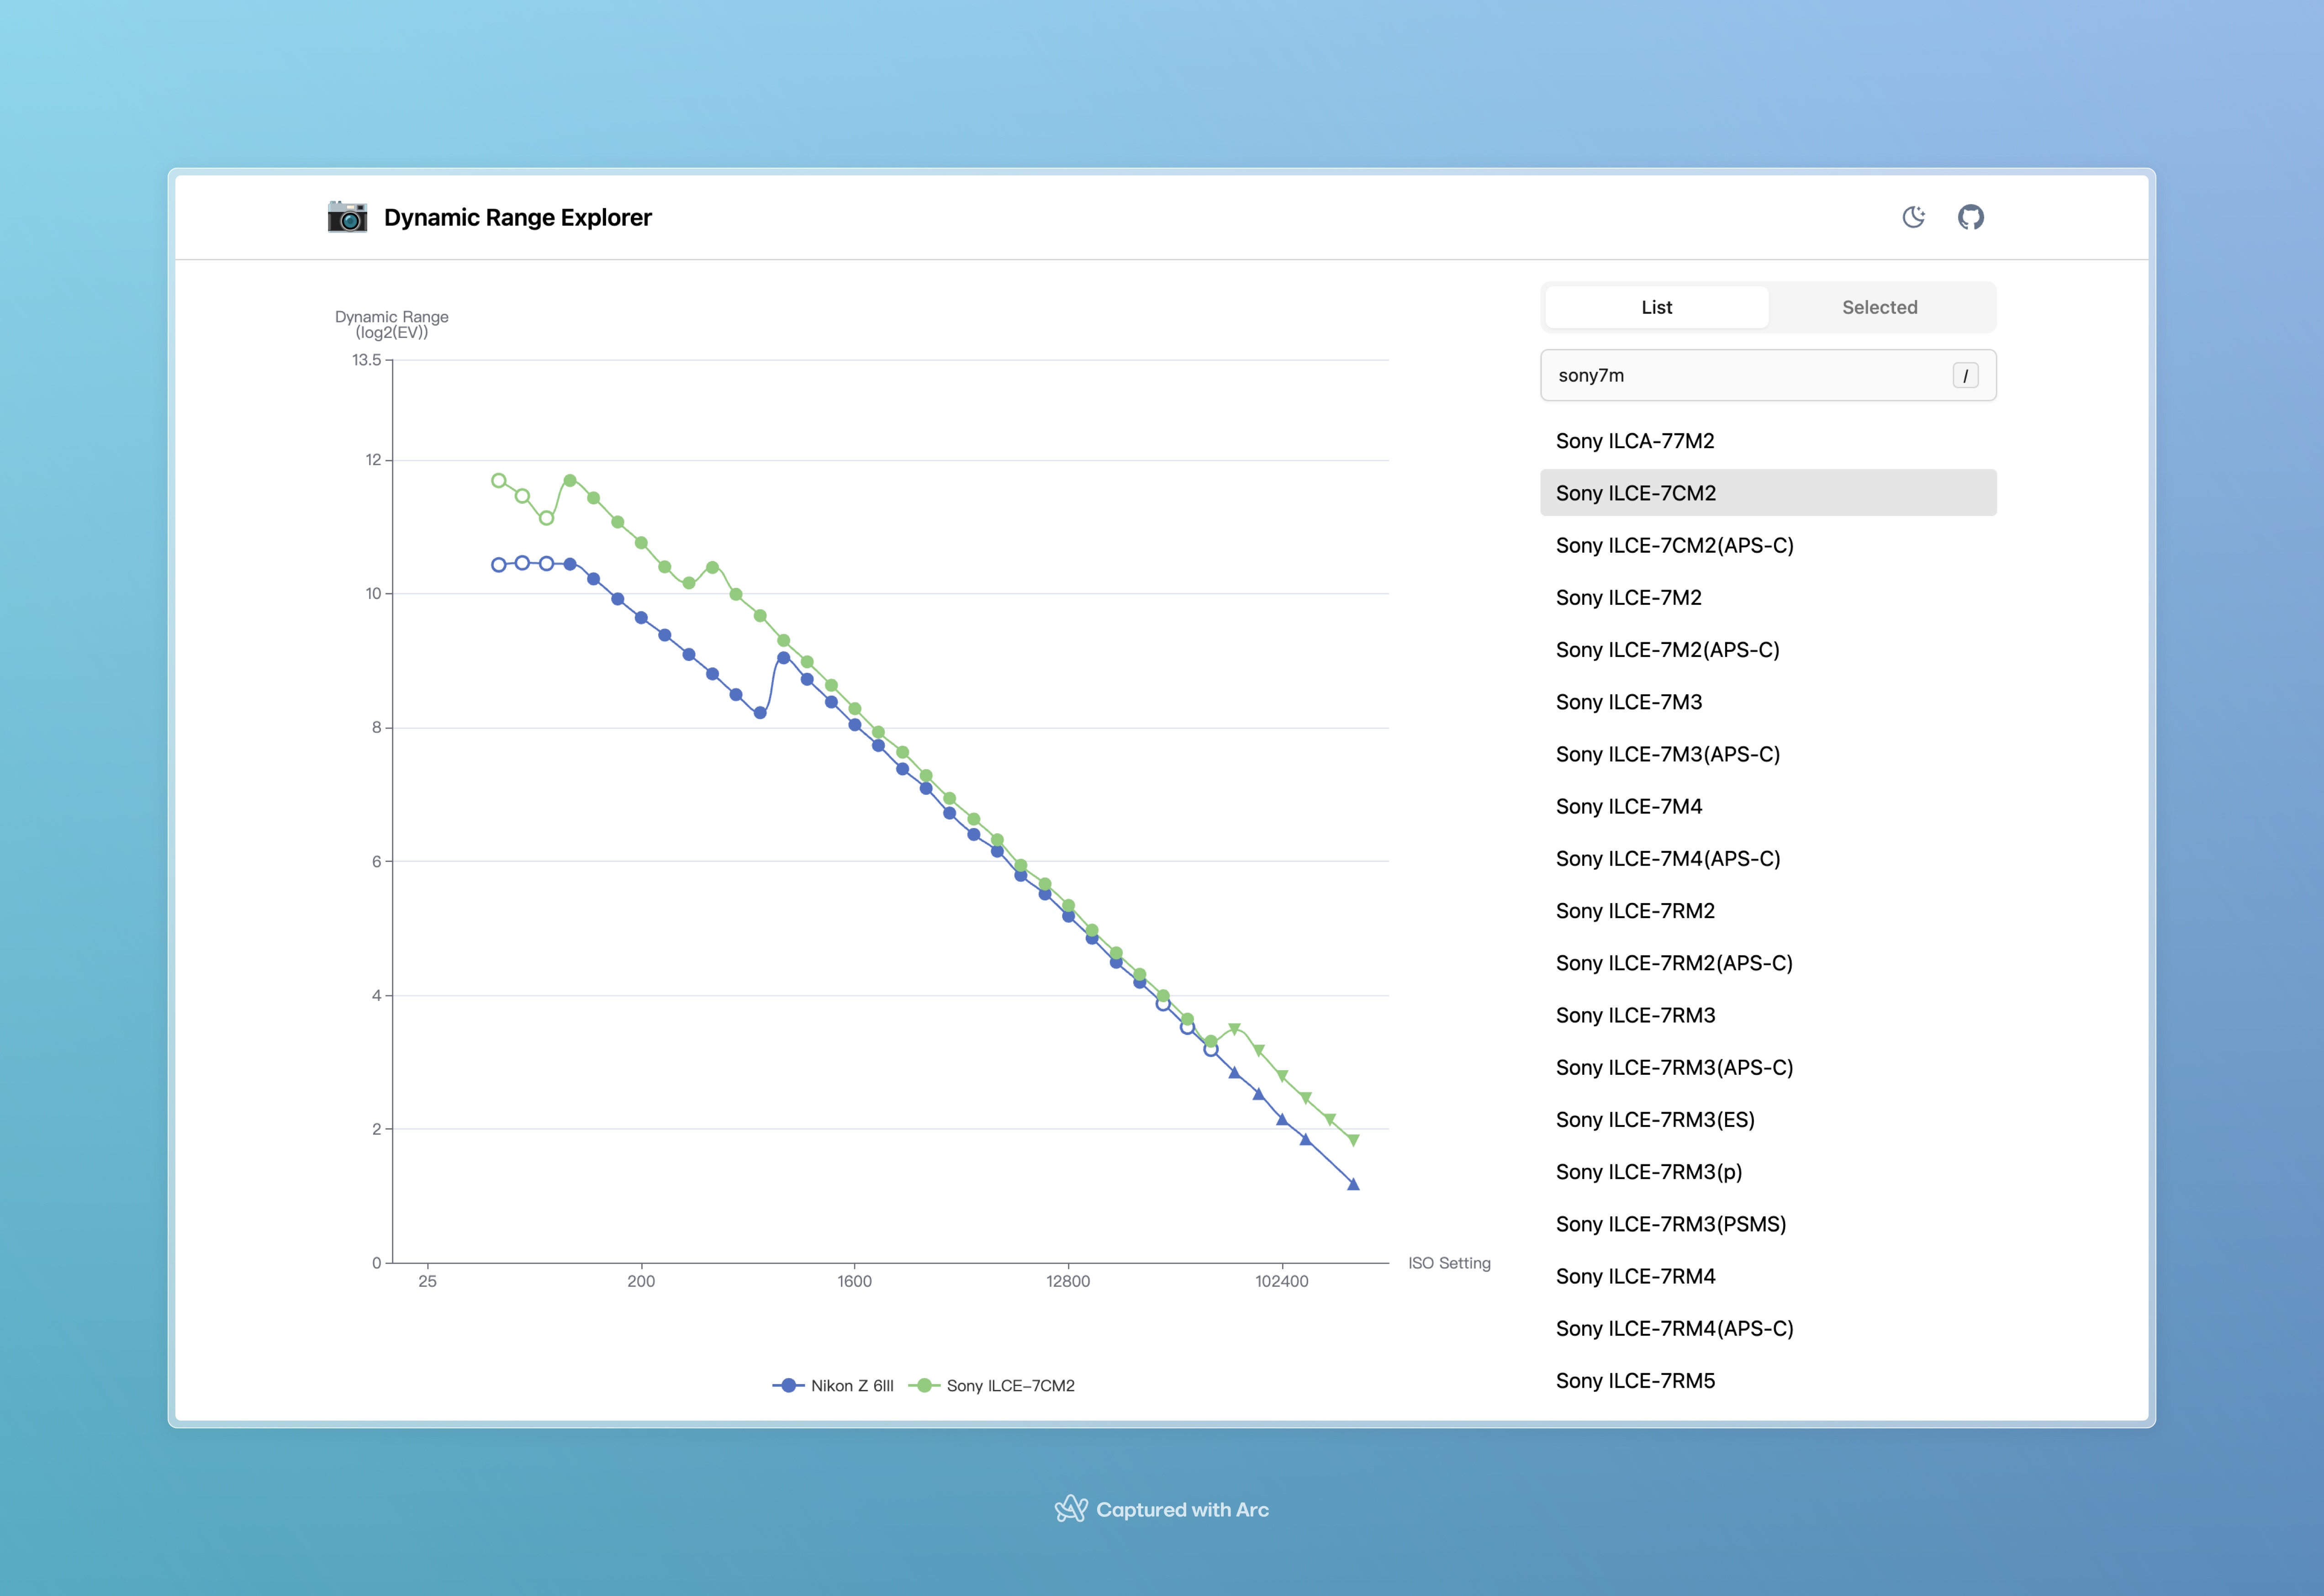 Dynamic Range Explorer
List
Selected
sony7m
/
Dynamic Range
(log2(EV))
13.5
12
10
8
6
4
2
0
25
200
1600
12800
102400
ISO Setting
Nikon Z 6III
Sony ILCE-7CM2
Sony ILCA-77M2
Sony ILCE-7CM2
Sony ILCE-7CM2(APS-C)
Sony ILCE-7M2
Sony ILCE-7M2(APS-C)
Sony ILCE-7M3
Sony ILCE-7M3(APS-C)
Sony ILCE-7M4
Sony ILCE-7M4(APS-C)
Sony ILCE-7RM2
Sony ILCE-7RM2(APS-C)
Sony ILCE-7RM3
Sony ILCE-7RM3(APS-C)
Sony ILCE-7RM3(ES)
Sony ILCE-7RM3(p)
Sony ILCE-7RM3(PSMS)
Sony ILCE-7RM4
Sony ILCE-7RM4(APS-C)
Sony ILCE-7RM5
Captured with Arc